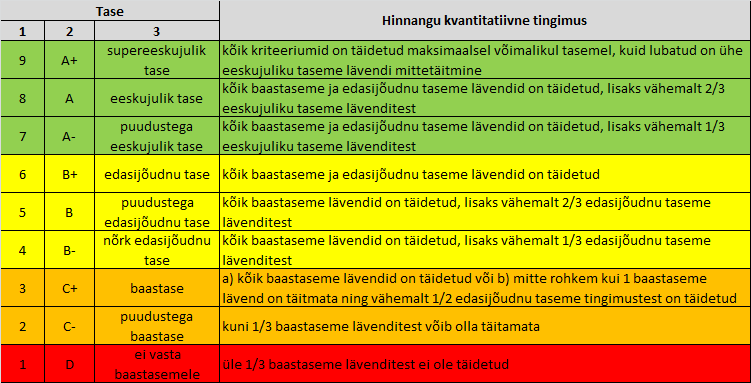 Tase
Hinnangu kvantitatiivne tingimus
1 2 3
9 A+ supereeskujulik tase kõik kriteeriumid on täidetud maksimaalsel võimalikul tasemel, kuid lubatud on ühe
eeskujuliku taseme lävendi mittetäitmine
8 A eeskujulik tase kõik baastaseme ja edasijõudnu taseme lävendid on täidetud, lisaks vähemalt 2/3
eeskujuliku taseme lävenditest
7 A- puudustega eeskujulik tase kõik baastaseme ja edasijõudnu taseme lävendid on täidetud, lisaks vähemalt 1/3
eeskujuliku taseme lävenditest
6 B+ edasijõudnu tase kõik baastaseme ja edasijõudnu taseme lävendid on täidetud
5 B puudustega edasijõudnu tase kõik baastaseme lävendid on täidetud, lisaks vähemalt 2/3 edasijõudnu taseme
lävenditest
4 B- nõrk edasijõudnu tase kõik baastaseme lävendid on täidetud, lisaks vähemalt 1/3 edasijõudnu taseme
lävenditest
3 C+ baastase a) kõik baastaseme lävendid on täidetud või b) mitte rohkem kui 1 baastaseme
lävend on täitmata ning vähemalt 1/2 edasijõudnu taseme tingimustest on täidetud
2 C- puudustega baastase kuni 1/3 baastaseme lävenditest võib olla täitamata
1 D ei vasta baastasemele üle 1/3 baastaseme lävenditest ei ole täidetud